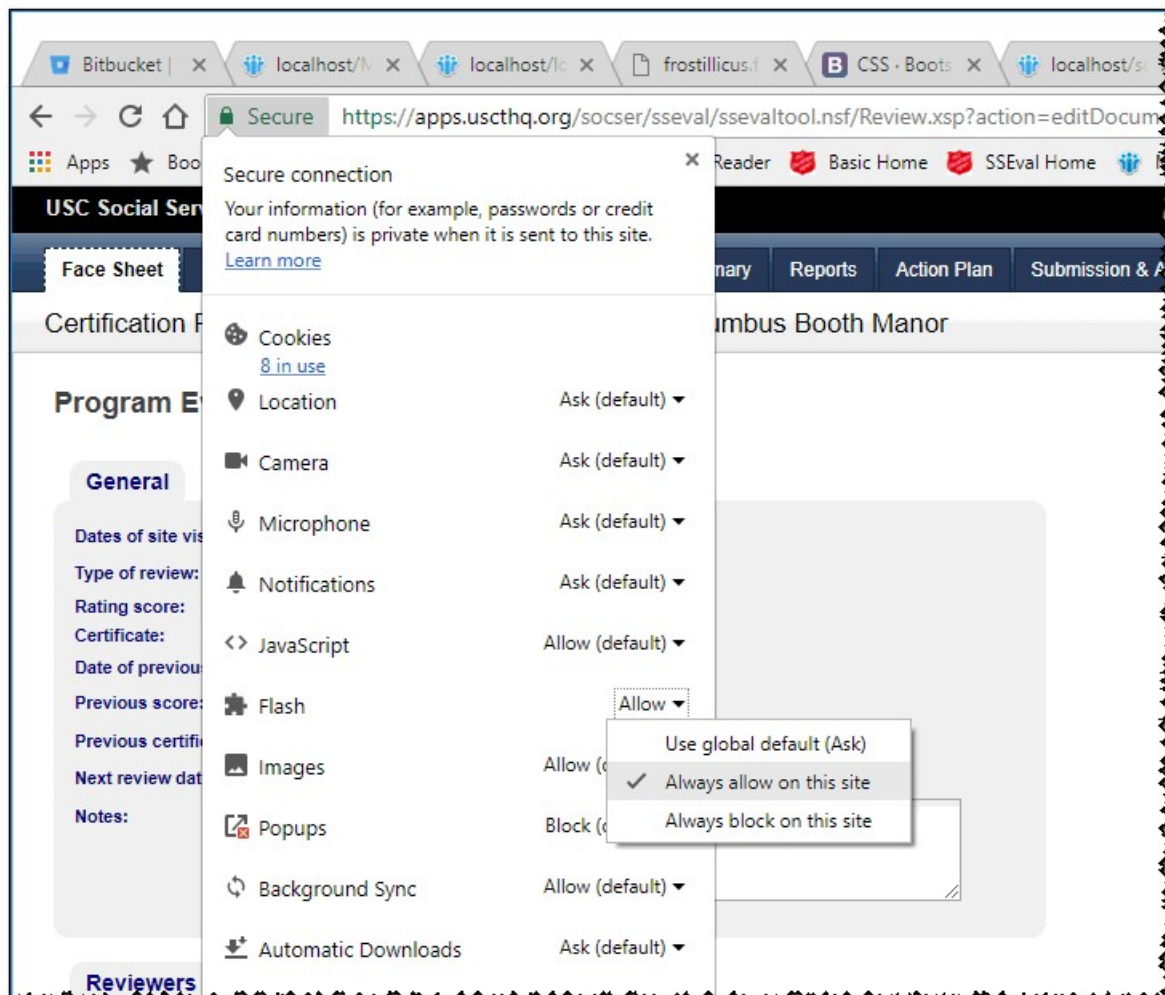 Bitbucket |
localhost/
localhost/lo
frostillicus.f
CSS · Boots
localhost/s
Secure https://apps.uscthq.org/socser/sseval/ssevaltool.nsf/Review.xsp?action=editDocum
Apps Boo Reader Basic Home SSEval Home
USC Social Ser
Secure connection
Your information (for example, passwords or credit
card numbers) is private when it is sent to this site.
Learn more
Face Sheet mary Reports Action Plan Submission & A
Certification umbus Booth Manor
Cookies
8 in use
Program E
Location Ask (default)
Camera Ask (default)
General
Microphone Ask (default)
Dates of site vis
Type of review:
Notifications Ask (default)
Rating score:
Certificate:
JavaScript Allow (default)
Date of previou
Previous score:
Flash Allow
Use global default (Ask)
Always allow on this site
Always block on this site
Previous certifi
Images Allow (
Next review dat
Notes:
Popups Block (
Background Sync Allow (default)
Automatic Downloads Ask (default)
Reviewers